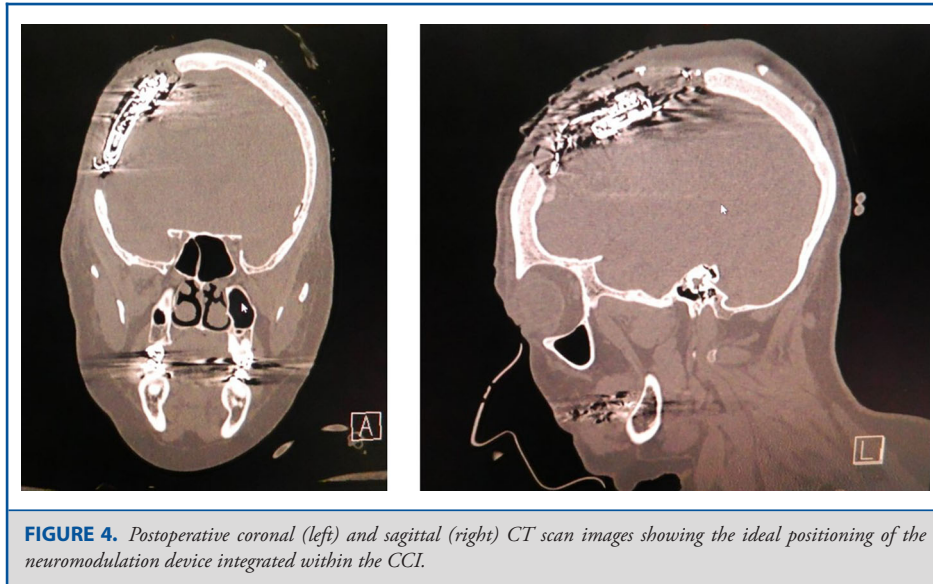 A
L
FIGURE 4. Postoperative coronal (left) and sagittal (right) CT scan images showing the ideal positioning of the
neuromodulation device integrated within the CCI.